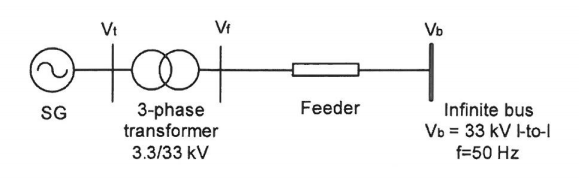 Vt
Vf
Vb
SG
3-phase
transformer
3.3/33 kV
Feeder
Infinite bus
Vb = 33 kV l-to-l
f=50 Hz